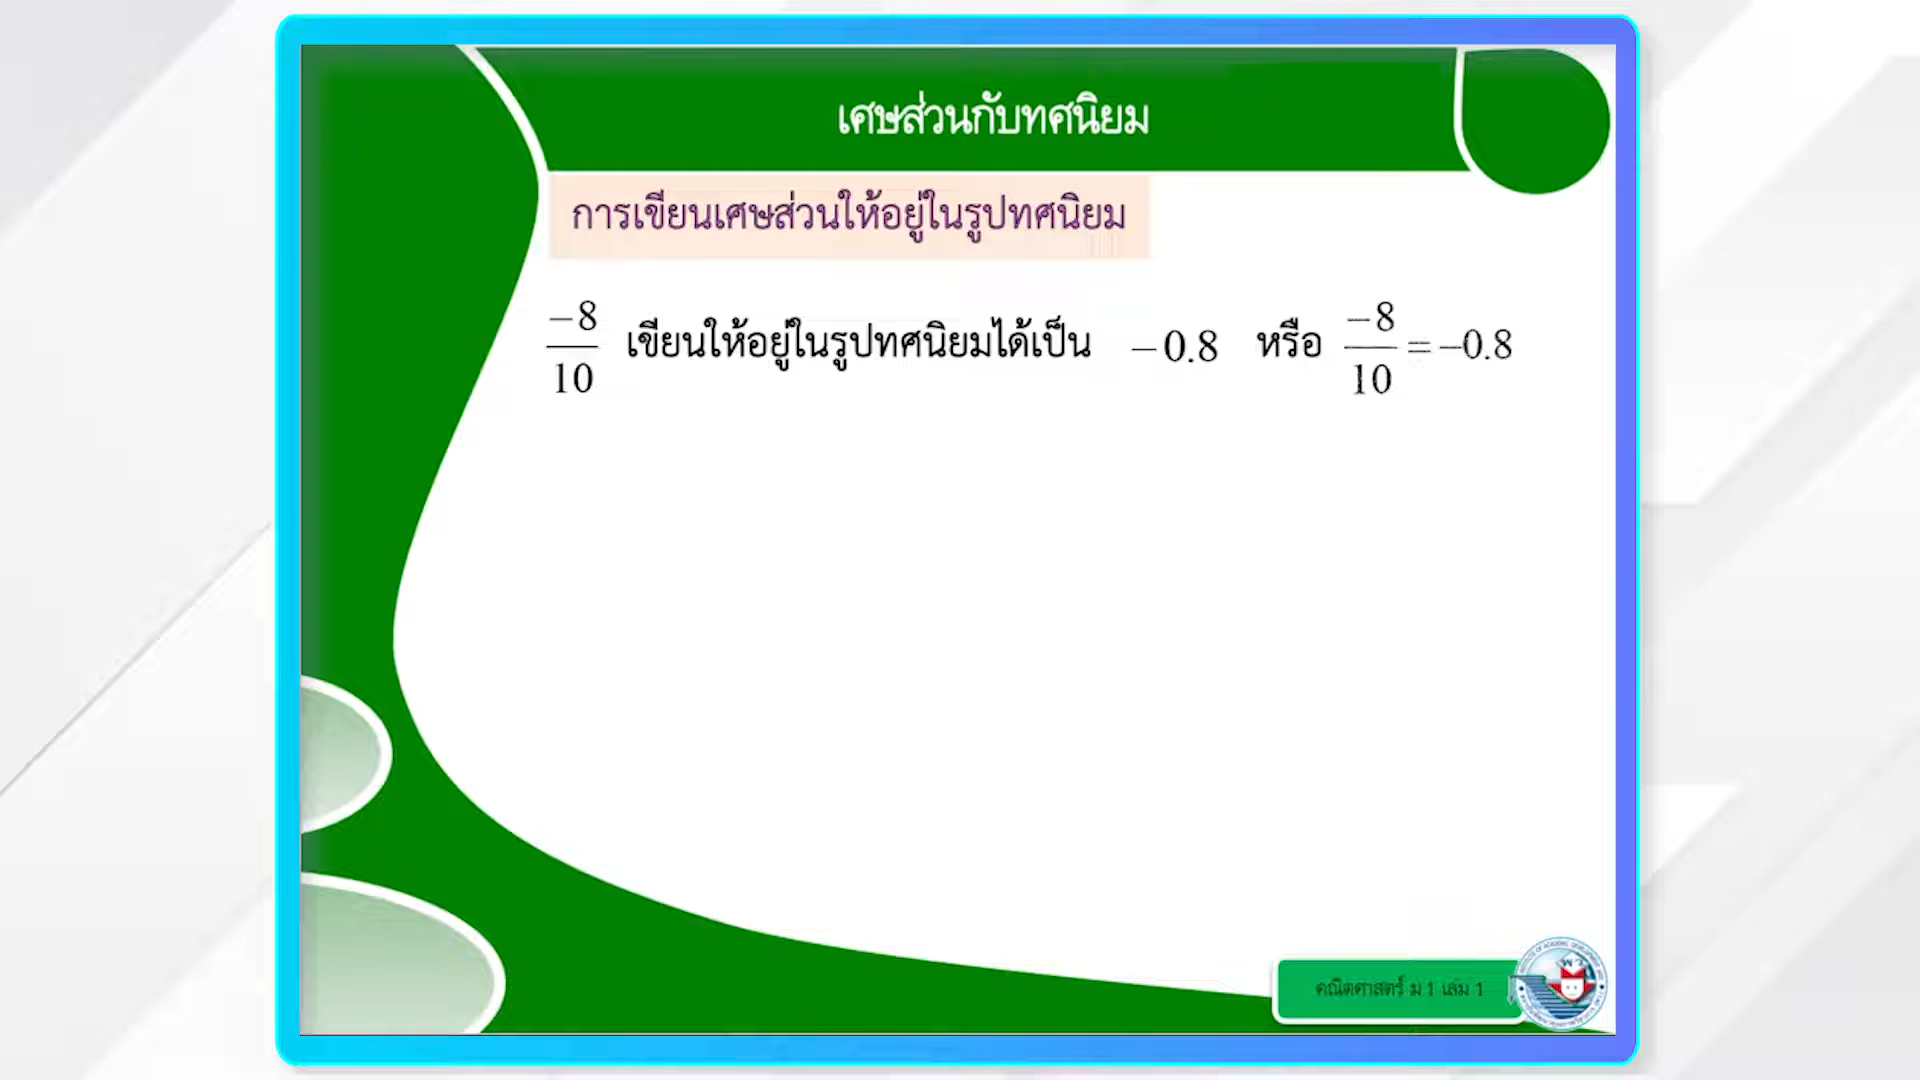 เศษส่วนกับทศนิยม
การเขียนเศษส่วนให้อยู่ในรูปทศนิยม
−8/10 เขียนให้อยู่ในรูปทศนิยมได้เป็น −0.8 หรือ −8/10 = −0.8
คณิตศาสตร์ ม 1 เล่ม 1
พว